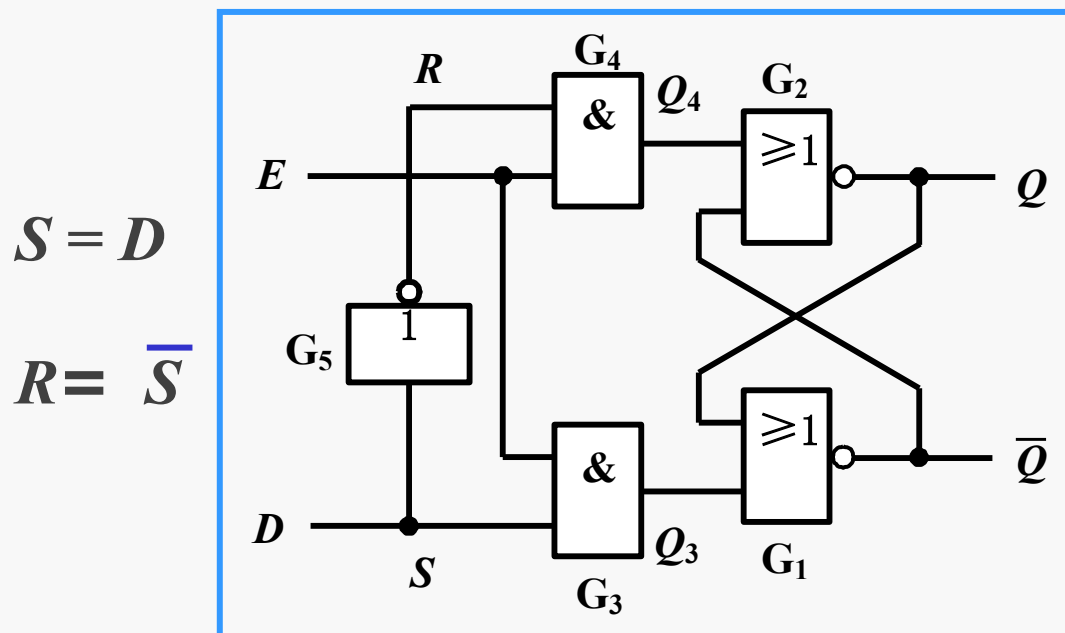 S = D
R = S̅
R
G₄
&
Q₄
G₂
≥1
E
Q
G₅
1
&
Q₃
G₃
≥1
G₁
Q̅
D
S